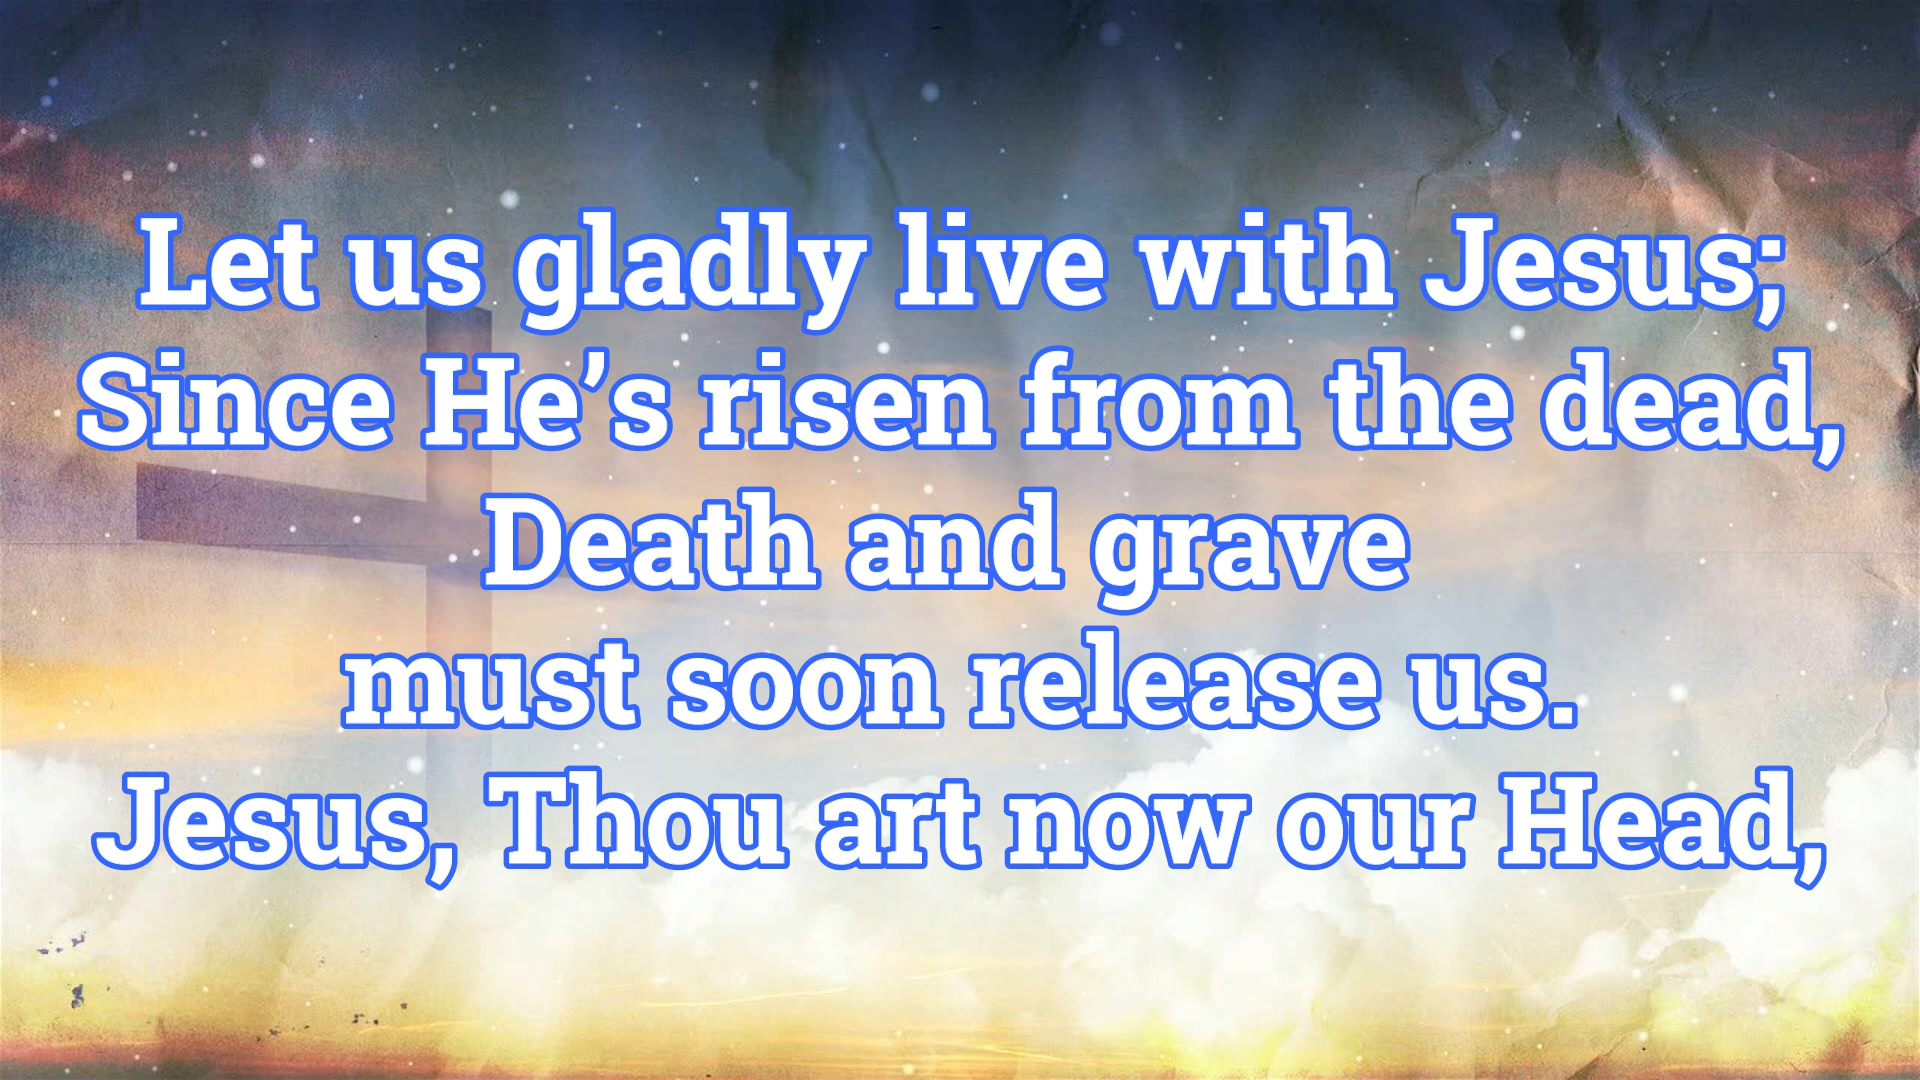 Let us gladly live with Jesus;
Since He’s risen from the dead,
Death and grave
must soon release us.
Jesus, Thou art now our Head,